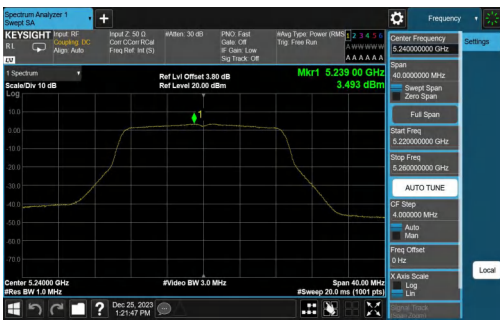 Spectrum Analyzer 1
Swept SA
Frequency
KEYSIGHT
Input: RF
Input Z: 50 Ω
#Atten: 30 dB
PNO: Fast
#Avg Type: Power (RMS
1 2 3 4 5 6
RL
Coupling: DC
Corr CCorr RCal
Gate: Off
Trig: Free Run
A W W W W W
Align: Auto
Freq Ref: Int (S)
IF Gain: Low
A A A A A A
Sig Track: Off
LV
1 Spectrum
Ref Lvl Offset 3.80 dB
Mkr1 5.239 00 GHz
Scale/Div 10 dB
Ref Level 20.00 dBm
3.493 dBm
Log
1
10.0
0.00
-10.0
-20.0
-30.0
-40.0
-50.0
-60.0
-70.0
Center 5.24000 GHz
#Video BW 3.0 MHz
Span 40.00 MHz
#Res BW 1.0 MHz
#Sweep 20.0 ms (1001 pts)
Dec 25, 2023
1:21:47 PM
Center Frequency
5.240000000 GHz
Settings
Span
40.0000000 MHz
Swept Span
Zero Span
Full Span
Start Freq
5.220000000 GHz
Stop Freq
5.260000000 GHz
AUTO TUNE
CF Step
4.000000 MHz
Auto
Man
Freq Offset
0 Hz
X Axis Scale
Log
Lin
Local
Signal Track